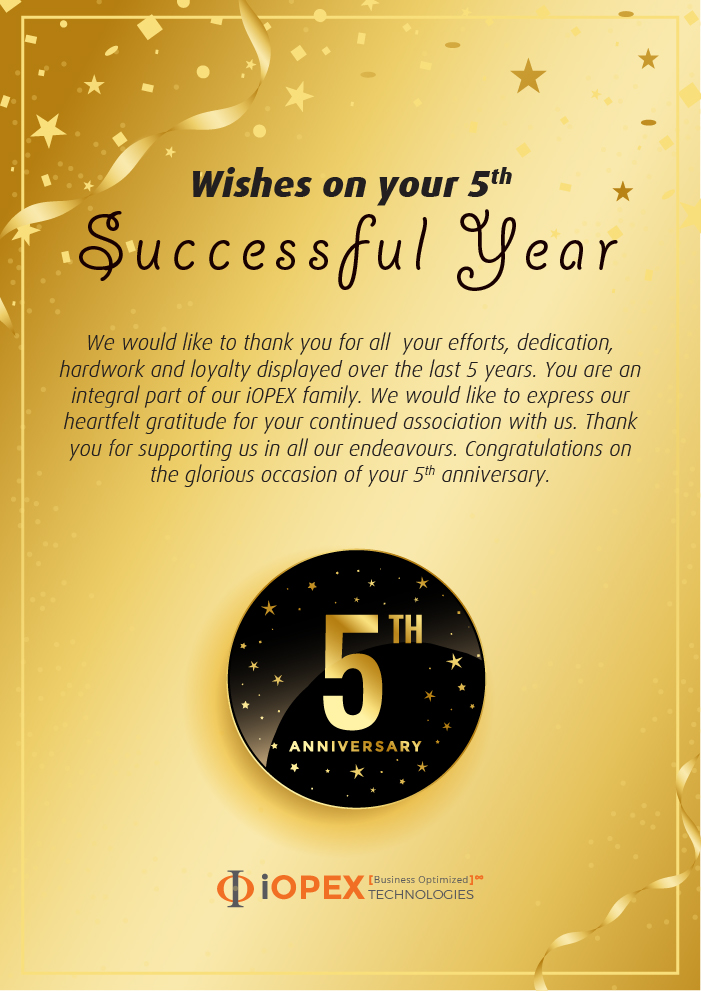 Wishes on your 5th
Successful Year
We would like to thank you for all  your efforts, dedication,
hardwork and loyalty displayed over the last 5 years. You are an
integral part of our iOPEX family. We would like to express our
heartfelt gratitude for your continued association with us. Thank
you for supporting us in all our endeavours. Congratulations on
the glorious occasion of your 5th anniversary.
5TH
ANNIVERSARY
iOPEX [Business Optimized]∞
TECHNOLOGIES